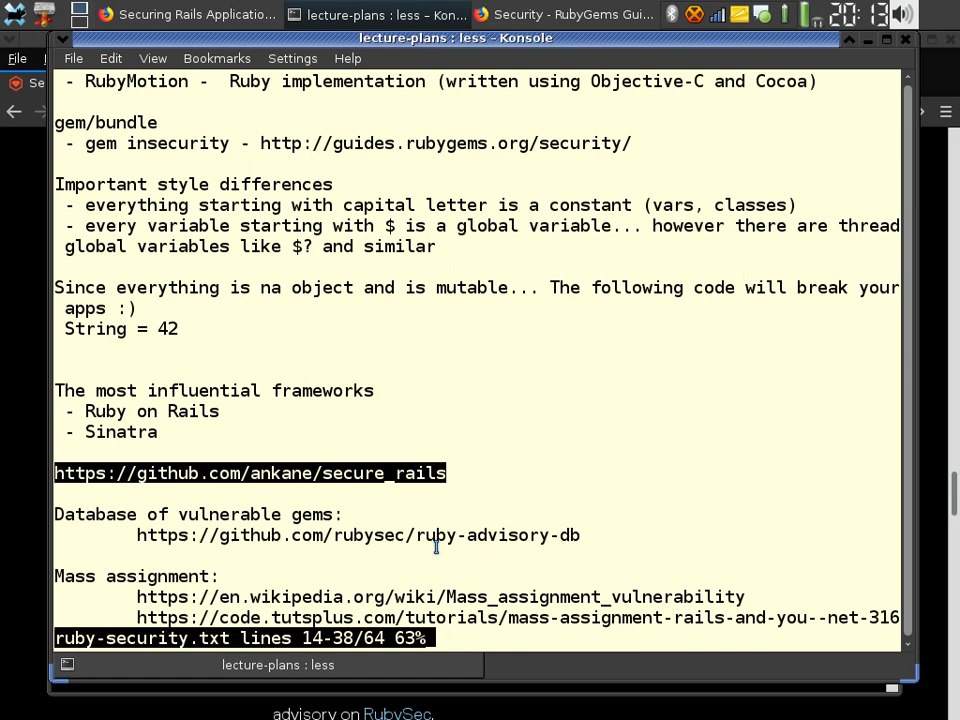 Securing Rails Applicatio...
lecture-plans : less – Kon...
Security - RubyGems Gui...
20:13
lecture-plans : less – Konsole
File
File Edit View Bookmarks Settings Help
Se
- RubyMotion -  Ruby implementation (written using Objective-C and Cocoa)
gem/bundle
- gem insecurity - http://guides.rubygems.org/security/
Important style differences
- everything starting with capital letter is a constant (vars, classes)
- every variable starting with $ is a global variable... however there are thread
global variables like $? and similar
Since everything is na object and is mutable... The following code will break your
apps :)
String = 42
The most influential frameworks
- Ruby on Rails
- Sinatra
https://github.com/ankane/secure_rails
Database of vulnerable gems:
https://github.com/rubysec/ruby-advisory-db
Mass assignment:
https://en.wikipedia.org/wiki/Mass_assignment_vulnerability
https://code.tutsplus.com/tutorials/mass-assignment-rails-and-you--net-316
ruby-security.txt lines 14-38/64 63%
lecture-plans : less
advisory on RubySec.